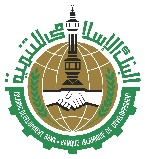 البنك الإسلامي للتنمية
ISLAMIC DEVELOPMENT BANK • BANQUE ISLAMIQUE DE DEVELOPPEMENT